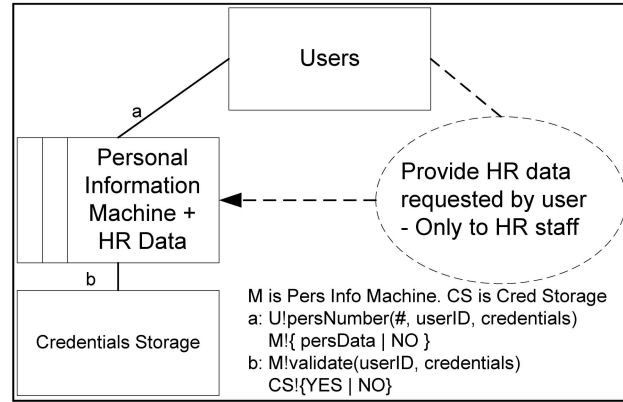 Users
a
Personal
Information
Machine +
HR Data
Provide HR data
requested by user
- Only to HR staff
b
Credentials Storage
M is Pers Info Machine. CS is Cred Storage
a: U!persNumber(#, userID, credentials)
M!{ persData | NO }
b: M!validate(userID, credentials)
CS!{YES | NO}